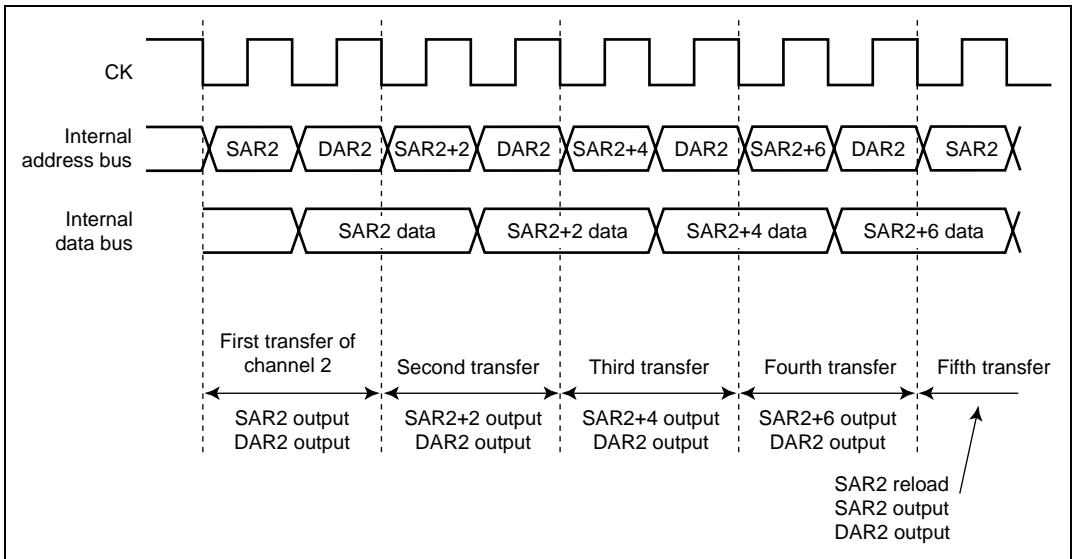 CK
Internal
address bus
SAR2 DAR2 SAR2+2 DAR2 SAR2+4 DAR2 SAR2+6 DAR2 SAR2
Internal
data bus
SAR2 data SAR2+2 data SAR2+4 data SAR2+6 data
First transfer of
channel 2
Second transfer Third transfer Fourth transfer Fifth transfer
SAR2 output SAR2+2 output SAR2+4 output SAR2+6 output
DAR2 output DAR2 output DAR2 output DAR2 output
SAR2 reload
SAR2 output
DAR2 output